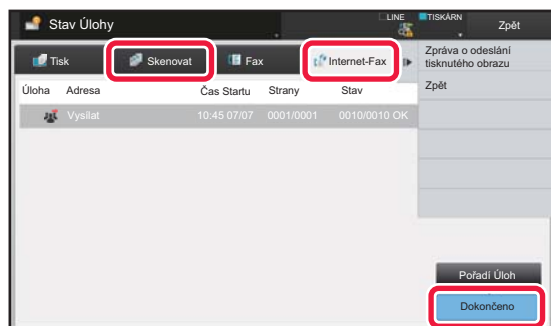 Stav Úlohy
LINE
TISKÁRN
Zpět
Tisk
Skenovat
Fax
Internet-Fax
Zpráva o odeslání
tisknutého obrazu
Zpět
Úloha Adresa Čas Startu Strany Stav
Vysílat 10:45 07/07 0001/0001 0010/0010 OK
Pořadí Úloh
Dokončeno